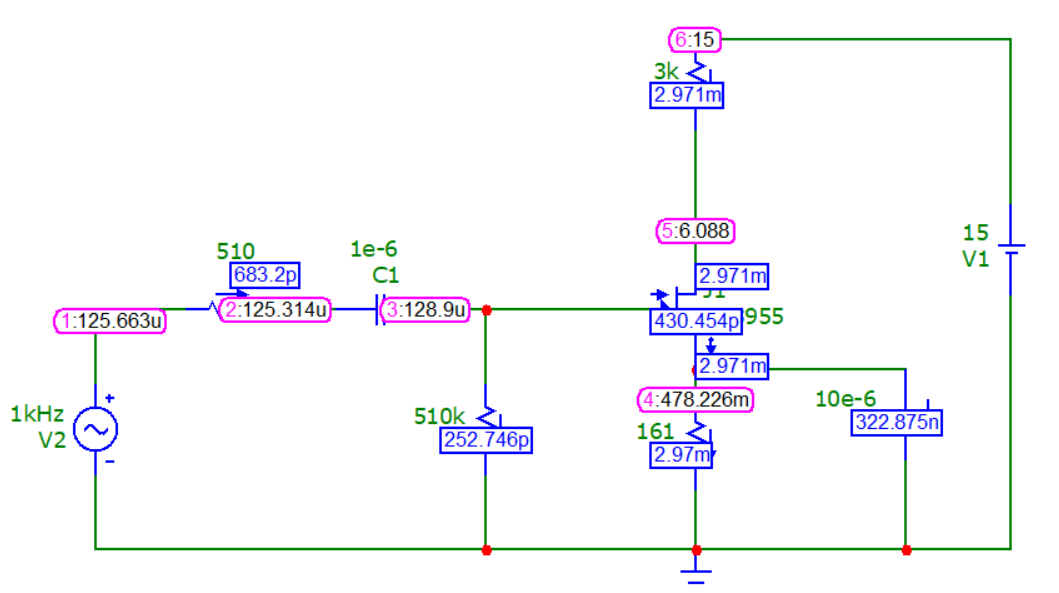 6:15
3k
2.971m
5:6.088
15
V1
510
683.2p
1e-6
C1
2.971m
J1
1:125.663u
2:125.314u
3:128.9u
430.454p
955
2.971m
1kHz
V2
+
−
510k
252.746p
4:478.226m
161
2.97m
10e-6
322.875n